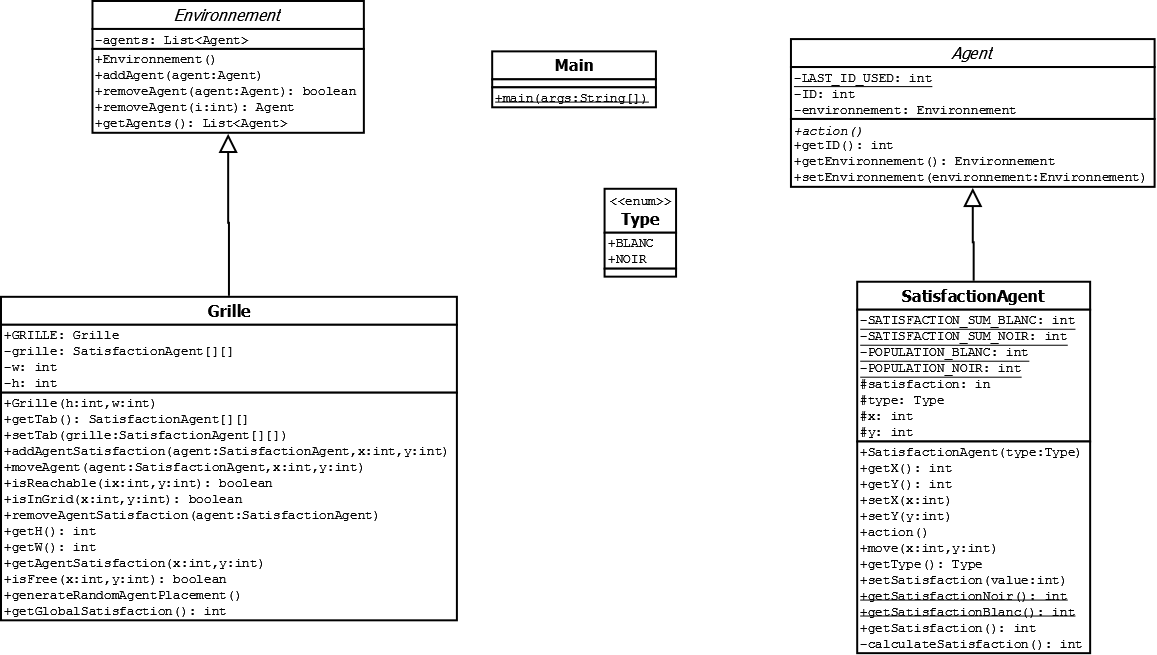 Environnement
-agents: List<Agent>
+Environnement()
+addAgent(agent:Agent)
+removeAgent(agent:Agent): boolean
+removeAgent(i:int): Agent
+getAgents(): List<Agent>
Main
+main(args:String[])
Agent
-LAST_ID_USED: int
-ID: int
-environnement: Environnement
+action()
+getID(): int
+getEnvironnement(): Environnement
+setEnvironnement(environnement:Environnement)
<<enum>>
Type
+BLANC
+NOIR
Grille
+GRILLE: Grille
-grille: SatisfactionAgent[][]
-w: int
-h: int
+Grille(h:int,w:int)
+getTab(): SatisfactionAgent[][]
+setTab(grille:SatisfactionAgent[][])
+addAgentSatisfaction(agent:SatisfactionAgent,x:int,y:int)
+moveAgent(agent:SatisfactionAgent,x:int,y:int)
+isReachable(ix:int,y:int): boolean
+isInGrid(x:int,y:int): boolean
+removeAgentSatisfaction(agent:SatisfactionAgent)
+getH(): int
+getW(): int
+getAgentSatisfaction(x:int,y:int)
+isFree(x:int,y:int): boolean
+generateRandomAgentPlacement()
+getGlobalSatisfaction(): int
SatisfactionAgent
-SATISFACTION_SUM_BLANC: int
-SATISFACTION_SUM_NOIR: int
-POPULATION_BLANC: int
-POPULATION_NOIR: int
#satisfaction: in
#type: Type
#x: int
#y: int
+SatisfactionAgent(type:Type)
+getX(): int
+getY(): int
+setX(x:int)
+setY(y:int)
+action()
+move(x:int,y:int)
+getType(): Type
+setSatisfaction(value:int)
+getSatisfactionNoir(): int
+getSatisfactionBlanc(): int
+getSatisfaction(): int
-calculateSatisfaction(): int